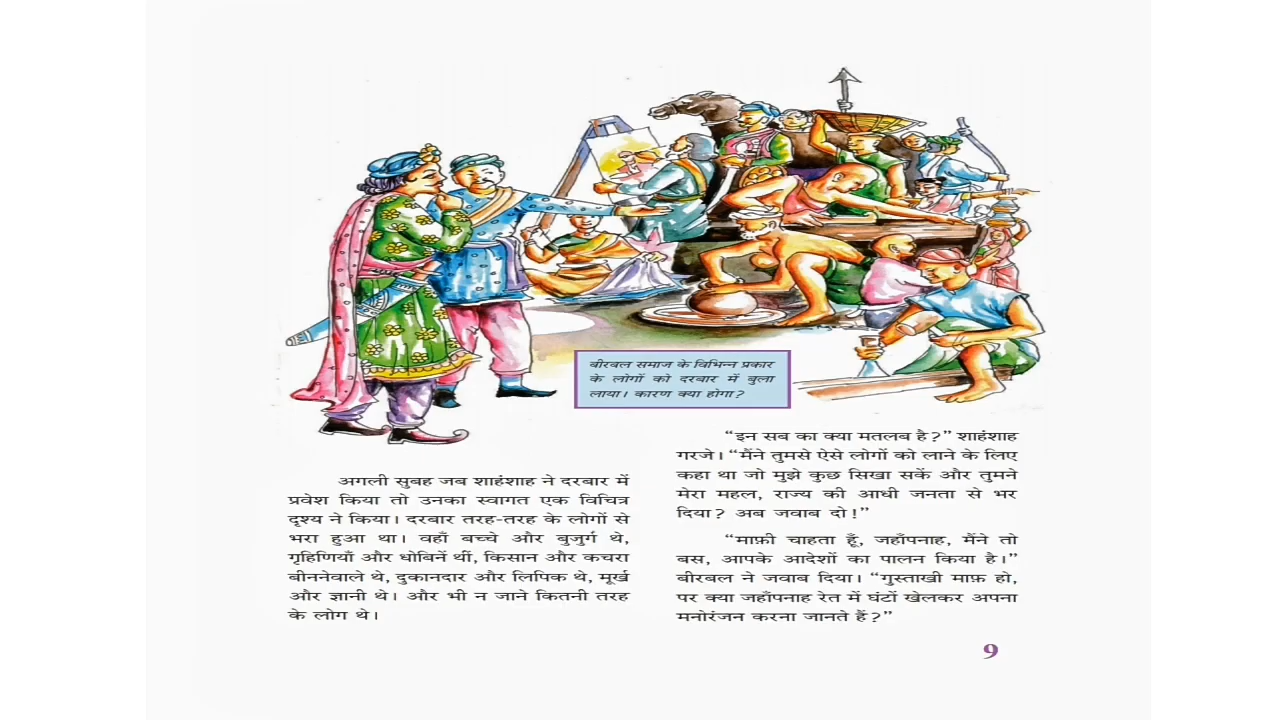 बीरबल समाज के विभिन्न प्रकार
के लोगों को दरबार में बुला
लाया। कारण क्या होगा?
अगली सुबह जब शाहंशाह ने दरबार में
प्रवेश किया तो उनका स्वागत एक विचित्र
दृश्य ने किया। दरबार तरह-तरह के लोगों से
भरा हुआ था। वहाँ बच्चे और बुजुर्ग थे,
गृहिणियाँ और धोबिनें थीं, किसान और कचरा
बीननेवाले थे, दुकानदार और लिपिक थे, मूर्ख
और ज्ञानी थे। और भी न जाने कितनी तरह
के लोग थे।
“इन सब का क्या मतलब है?” शाहंशाह
गरजे। “मैंने तुमसे ऐसे लोगों को लाने के लिए
कहा था जो मुझे कुछ सिखा सकें और तुमने
मेरा महल, राज्य की आधी जनता से भर
दिया? अब जवाब दो!”
“माफ़ी चाहता हूँ, जहाँपनाह, मैंने तो
बस, आपके आदेशों का पालन किया है।”
बीरबल ने जवाब दिया। “गुस्ताखी माफ़ हो,
पर क्या जहाँपनाह रेत में घंटों खेलकर अपना
मनोरंजन करना जानते हैं?”
9